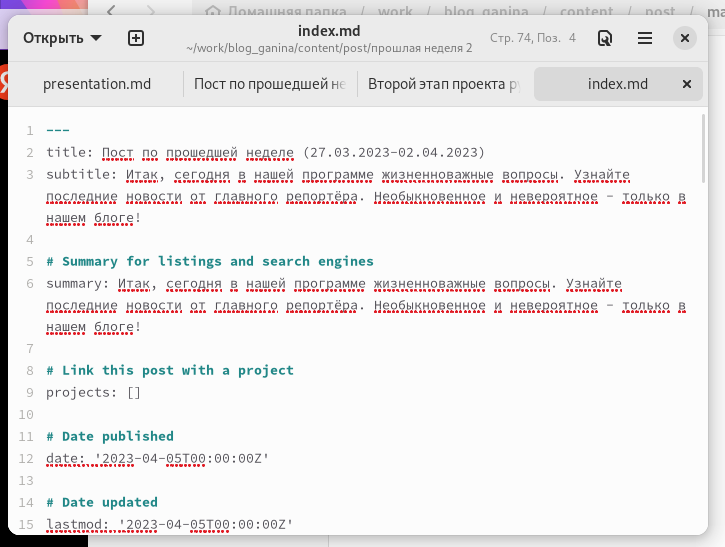 Домашняя папка / work / blog_ganina / content / post / ma
Открыть
index.md
~/work/blog_ganina/content/post/прошлая неделя 2
Стр. 74, Поз. 4
presentation.md
Пост по прошедшей не
Второй этап проекта ру
index.md
1 ---
2 title: Пост по прошедшей неделе (27.03.2023-02.04.2023)
3 subtitle: Итак, сегодня в нашей программе жизненноважные вопросы. Узнайте
последние новости от главного репортёра. Необыкновенное и невероятное - только в
нашем блоге!
4
5 # Summary for listings and search engines
6 summary: Итак, сегодня в нашей программе жизненноважные вопросы. Узнайте
последние новости от главного репортёра. Необыкновенное и невероятное - только в
нашем блоге!
7
8 # Link this post with a project
9 projects: []
10
11 # Date published
12 date: '2023-04-05T00:00:00Z'
13
14 # Date updated
15 lastmod: '2023-04-05T00:00:00Z'